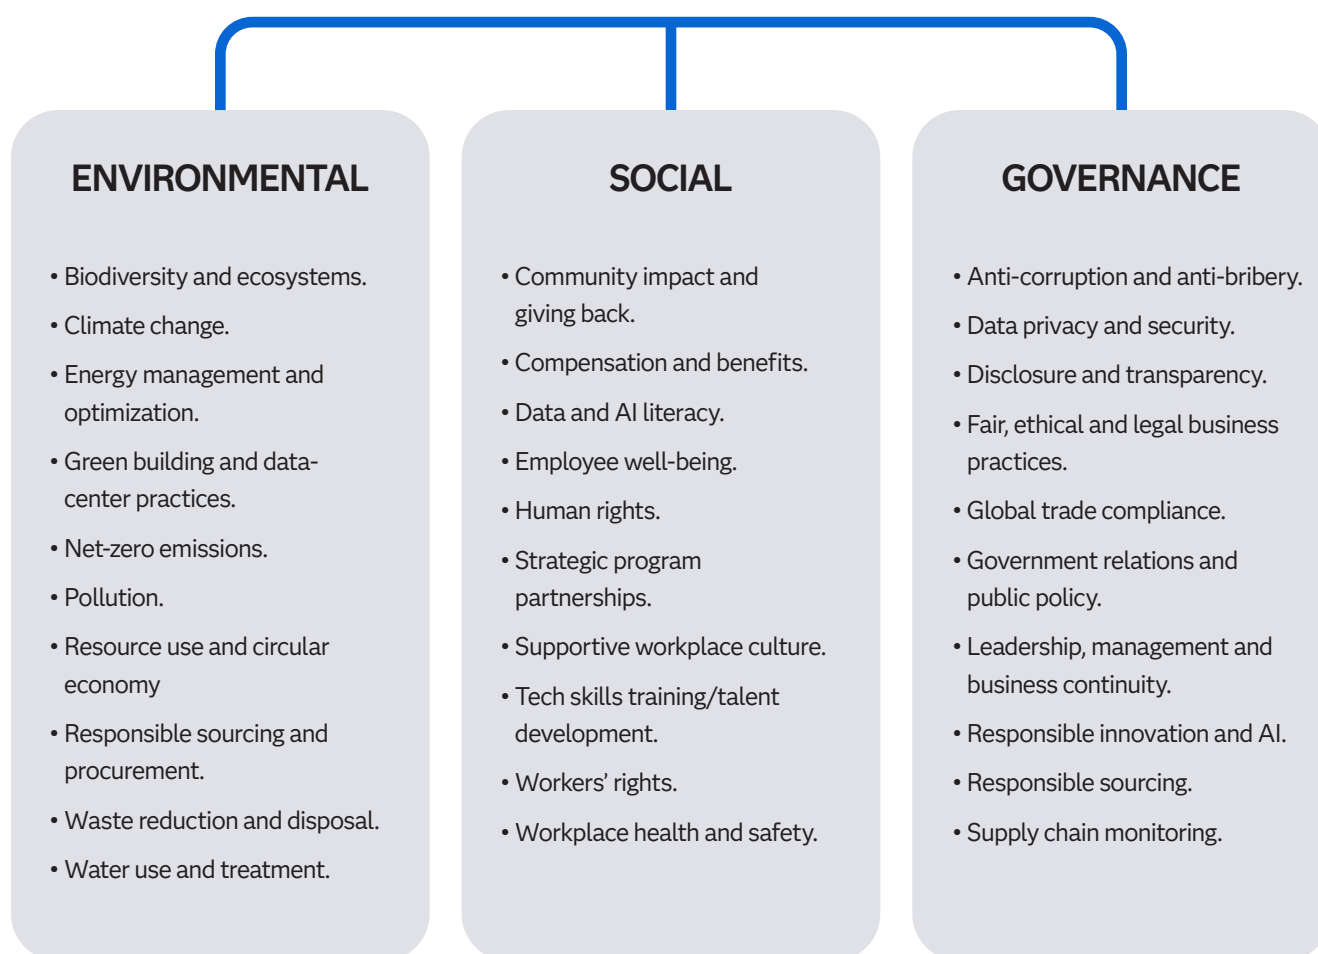 ENVIRONMENTAL
• Biodiversity and ecosystems.
• Climate change.
• Energy management and
optimization.
• Green building and data-
center practices.
• Net-zero emissions.
• Pollution.
• Resource use and circular
economy
• Responsible sourcing and
procurement.
• Waste reduction and disposal.
• Water use and treatment.
SOCIAL
• Community impact and
giving back.
• Compensation and benefits.
• Data and AI literacy.
• Employee well-being.
• Human rights.
• Strategic program
partnerships.
• Supportive workplace culture.
• Tech skills training/talent
development.
• Workers’ rights.
• Workplace health and safety.
GOVERNANCE
• Anti-corruption and anti-bribery.
• Data privacy and security.
• Disclosure and transparency.
• Fair, ethical and legal business
practices.
• Global trade compliance.
• Government relations and
public policy.
• Leadership, management and
business continuity.
• Responsible innovation and AI.
• Responsible sourcing.
• Supply chain monitoring.